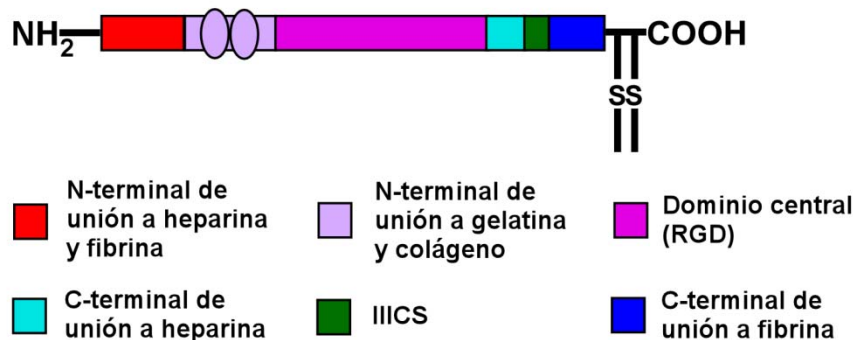 NH2 COOH
SS
N-terminal de
unión a heparina
y fibrina
N-terminal de
unión a gelatina
y colágeno
Dominio central
(RGD)
C-terminal de
unión a heparina
IIICS
C-terminal de
unión a fibrina